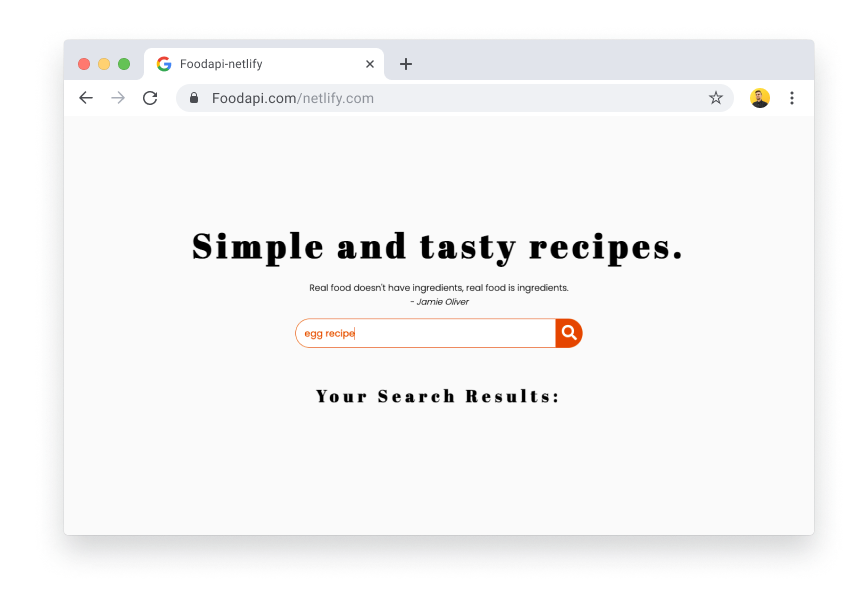 Foodapi-netlify
Foodapi.com/netlify.com
Simple and tasty recipes.
Real food doesn't have ingredients, real food is ingredients.
- Jamie Oliver
egg recipe
Your Search Results: